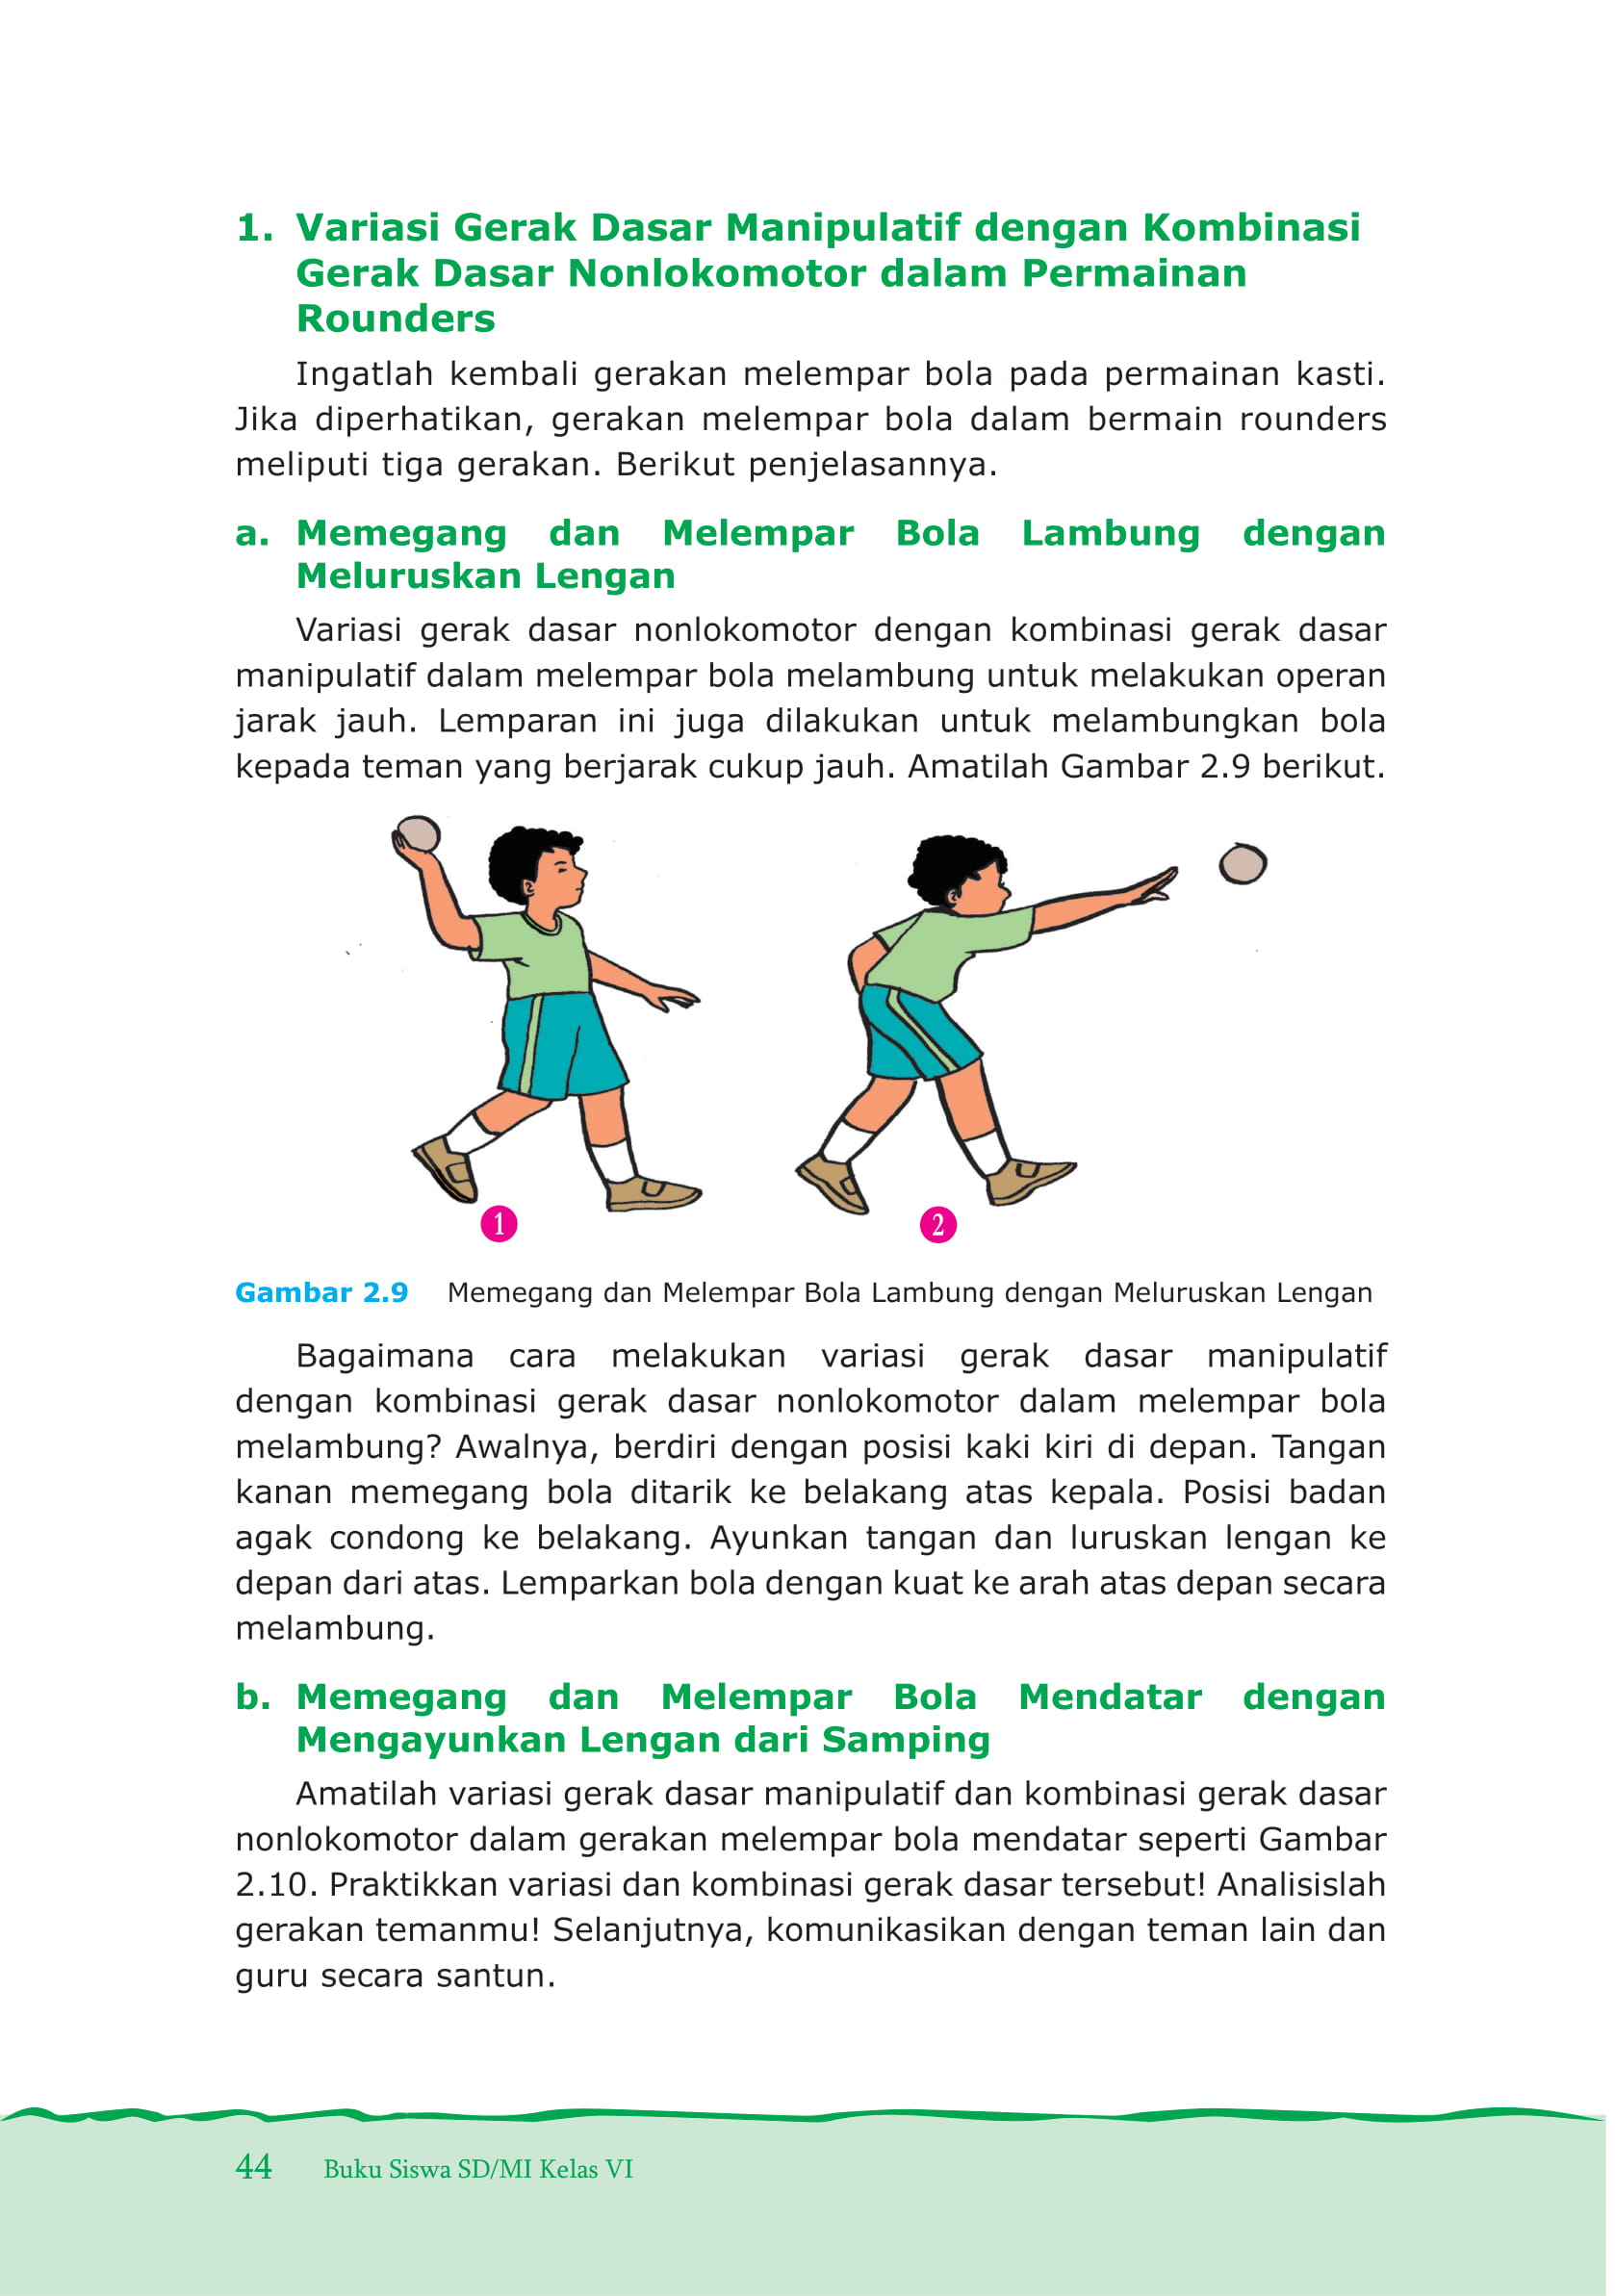 1. Variasi Gerak Dasar Manipulatif dengan Kombinasi
Gerak Dasar Nonlokomotor dalam Permainan
Rounders
Ingatlah kembali gerakan melempar bola pada permainan kasti.
Jika diperhatikan, gerakan melempar bola dalam bermain rounders
meliputi tiga gerakan. Berikut penjelasannya.
a. Memegang dan Melempar Bola Lambung dengan
Meluruskan Lengan
Variasi gerak dasar nonlokomotor dengan kombinasi gerak dasar
manipulatif dalam melempar bola melambung untuk melakukan operan
jarak jauh. Lemparan ini juga dilakukan untuk melambungkan bola
kepada teman yang berjarak cukup jauh. Amatilah Gambar 2.9 berikut.
1
2
Gambar 2.9 Memegang dan Melempar Bola Lambung dengan Meluruskan Lengan
Bagaimana cara melakukan variasi gerak dasar manipulatif
dengan kombinasi gerak dasar nonlokomotor dalam melempar bola
melambung? Awalnya, berdiri dengan posisi kaki kiri di depan. Tangan
kanan memegang bola ditarik ke belakang atas kepala. Posisi badan
agak condong ke belakang. Ayunkan tangan dan luruskan lengan ke
depan dari atas. Lemparkan bola dengan kuat ke arah atas depan secara
melambung.
b. Memegang dan Melempar Bola Mendatar dengan
Mengayunkan Lengan dari Samping
Amatilah variasi gerak dasar manipulatif dan kombinasi gerak dasar
nonlokomotor dalam gerakan melempar bola mendatar seperti Gambar
2.10. Praktikkan variasi dan kombinasi gerak dasar tersebut! Analisislah
gerakan temanmu! Selanjutnya, komunikasikan dengan teman lain dan
guru secara santun.
44 Buku Siswa SD/MI Kelas VI